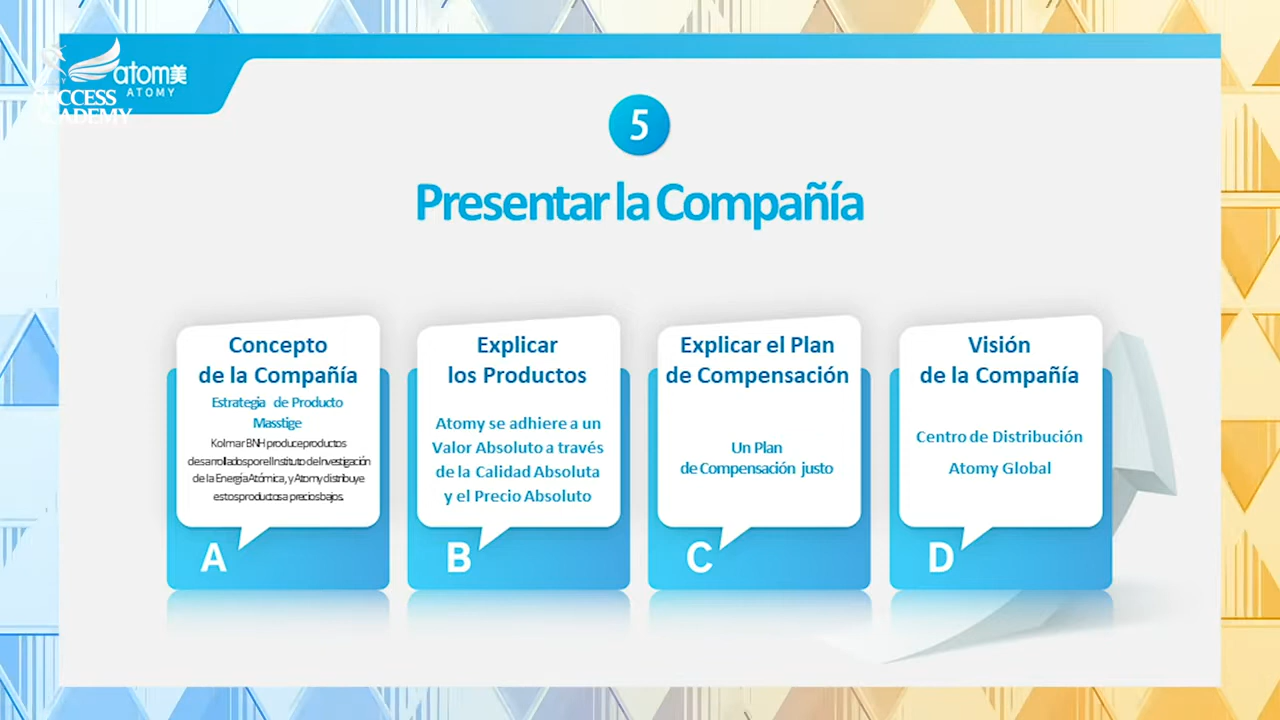 atom美
ATOMY
SUCCESS
ACADEMY
5
Presentar la Compañía
Concepto
de la Compañía
Estrategia de Producto
Masstige
Kolmar BNH produce productos
desarrollados por el Instituto de Investigación
de la Energía Atómica, y Atomy distribuye
estos productos a precios bajos.
A
Explicar
los Productos
Atomy se adhiere a un
Valor Absoluto a través
de la Calidad Absoluta
y el Precio Absoluto
B
Explicar el Plan
de Compensación
Un Plan
de Compensación justo
C
Visión
de la Compañía
Centro de Distribución
Atomy Global
D